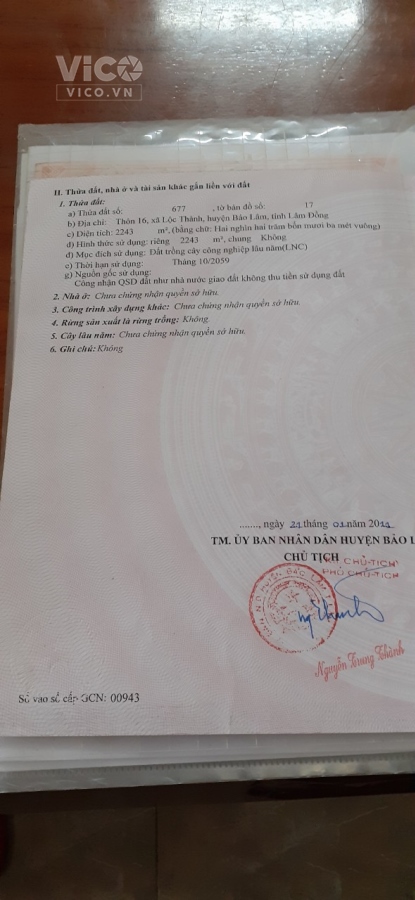 VICO
VICO.VN
II. Thửa đất, nhà ở và tài sản khác gắn liền với đất
1. Thửa đất:
a) Thửa đất số: 677 , tờ bản đồ số: 17
b) Địa chỉ: Thôn 16, xã Lộc Thành, huyện Bảo Lâm, tỉnh Lâm Đồng
c) Diện tích: 2243 m², (bằng chữ: Hai nghìn hai trăm bốn mươi ba mét vuông)
d) Hình thức sử dụng: riêng 2243 m², chung Không
đ) Mục đích sử dụng: Đất trồng cây công nghiệp lâu năm(LNC)
e) Thời hạn sử dụng: Tháng 10/2059
g) Nguồn gốc sử dụng:
Công nhận QSD đất như nhà nước giao đất không thu tiền sử dụng đất
2. Nhà ở: Chưa chứng nhận quyền sở hữu.
3. Công trình xây dựng khác: Chưa chứng nhận quyền sở hữu.
4. Rừng sản xuất là rừng trồng: Không.
5. Cây lâu năm: Chưa chứng nhận quyền sở hữu.
6. Ghi chú: Không
........, ngày 21 tháng 01 năm
TM. ỦY BAN NHÂN DÂN HUYỆN BẢO L
CHỦ TỊCH
KT. CHỦ TỊCH
PHÓ CHỦ TỊCH
Nguyễn Trung Thành
Số vào sổ cấp GCN: 00943